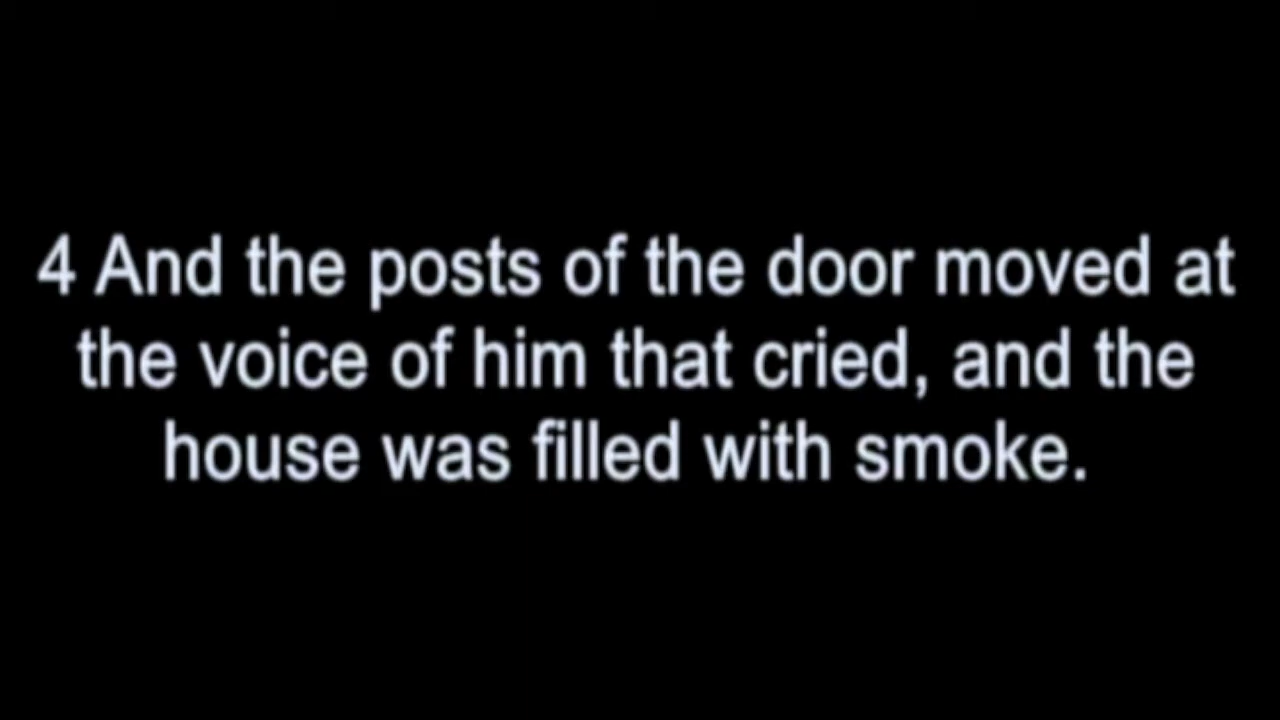 4 And the posts of the door moved at
the voice of him that cried, and the
house was filled with smoke.